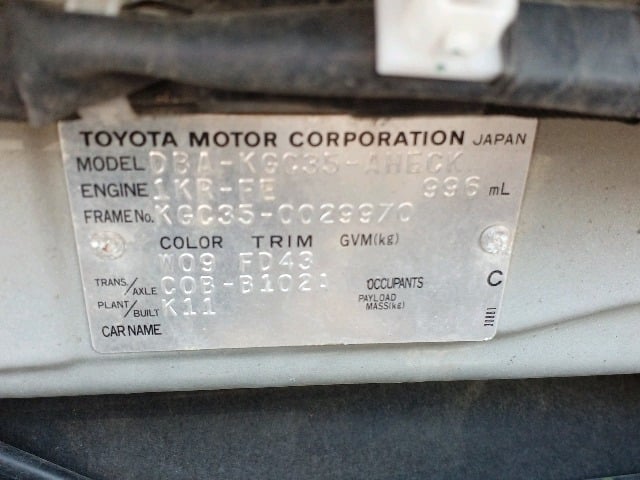 TOYOTA MOTOR CORPORATION JAPAN
MODEL DBA-KGC35-AHECK
ENGINE 1KR-FE 996 mL
FRAME No. KGC35-0029970
COLOR TRIM GVM(kg)
W09 FD43
TRANS/AXLE C0B-B102A OCCUPANTS C
PLANT/BUILT K11 PAYLOAD MASS(kg)
CAR NAME